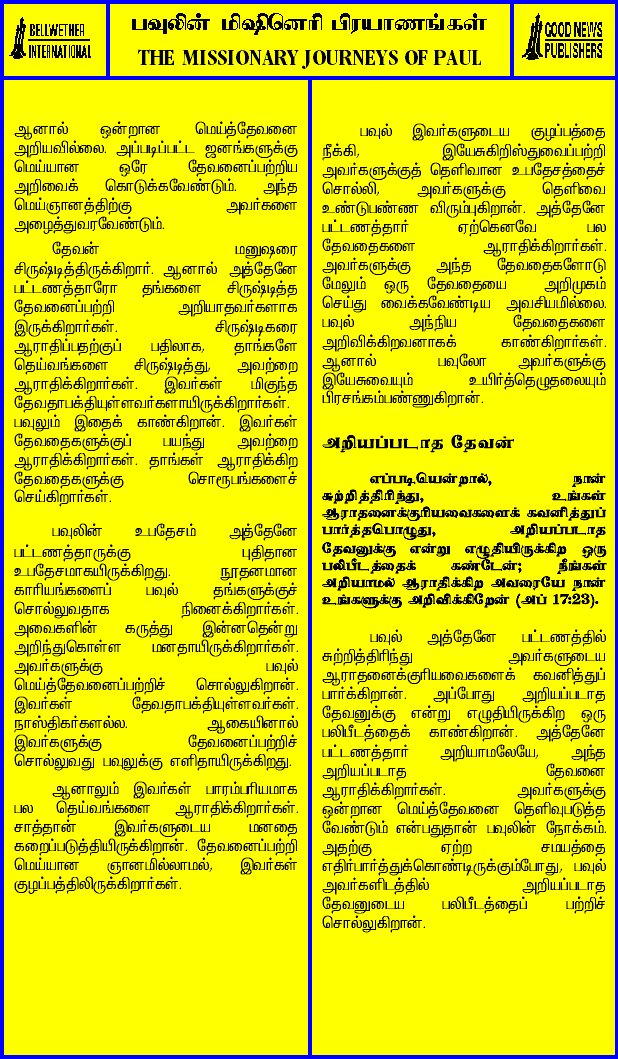 BELLWETHER
INTERNATIONAL
பவுலின் மிஷினெரி பிரயாணங்கள்
THE MISSIONARY JOURNEYS OF PAUL
GOOD NEWS
PUBLISHERS
ஆனால் ஒன்றான மெய்த்தேவனை
அறியவில்லை. அப்படிப்பட்ட ஜனங்களுக்கு
மெய்யான ஒரே தேவனைப்பற்றிய
அறிவைக் கொடுக்கவேண்டும். அந்த
மெய்ஞானத்திற்கு அவர்களை
அழைத்துவரவேண்டும்.
தேவன் மனுஷரை
சிருஷ்டித்திருக்கிறார். ஆனால் அத்தேனே
பட்டணத்தாரோ தங்களை சிருஷ்டித்த
தேவனைப்பற்றி அறியாதவர்களாக
இருக்கிறார்கள். சிருஷ்டிகரை
ஆராதிப்பதற்குப் பதிலாக, தாங்களே
தெய்வங்களை சிருஷ்டித்து, அவற்றை
ஆராதிக்கிறார்கள். இவர்கள் மிகுந்த
தேவதாபக்தியுள்ளவர்களாயிருக்கிறார்கள்.
பவுலும் இதைக் காண்கிறான். இவர்கள்
தேவதைகளுக்குப் பயந்து அவற்றை
ஆராதிக்கிறார்கள். தாங்கள் ஆராதிக்கிற
தேவதைகளுக்கு சொரூபங்களைச்
செய்கிறார்கள்.
பவுலின் உபதேசம் அத்தேனே
பட்டணத்தாருக்கு புதிதான
உபதேசமாகயிருக்கிறது. நூதனமான
காரியங்களைப் பவுல் தங்களுக்குச்
சொல்லுவதாக நினைக்கிறார்கள்.
அவைகளின் கருத்து இன்னதென்று
அறிந்துகொள்ள மனதாயிருக்கிறார்கள்.
அவர்களுக்கு பவுல்
மெய்த்தேவனைப்பற்றிச் சொல்லுகிறான்.
இவர்கள் தேவதாபக்தியுள்ளவர்கள்.
நாஸ்திகர்களல்ல. ஆகையினால்
இவர்களுக்கு தேவனைப்பற்றிச்
சொல்லுவது பவுலுக்கு எளிதாயிருக்கிறது.
ஆனாலும் இவர்கள் பாரம்பரியமாக
பல தெய்வங்களை ஆராதிக்கிறார்கள்.
சாத்தான் இவர்களுடைய மனதை
கறைப்படுத்தியிருக்கிறான். தேவனைப்பற்றி
மெய்யான ஞானமில்லாமல், இவர்கள்
குழப்பத்திலிருக்கிறார்கள்.
பவுல் இவர்களுடைய குழப்பத்தை
நீக்கி, இயேசுகிறிஸ்துவைப்பற்றி
அவர்களுக்குத் தெளிவான உபதேசத்தைச்
சொல்லி, அவர்களுக்கு தெளிவை
உண்டுபண்ண விரும்புகிறான். அத்தேனே
பட்டணத்தார் ஏற்கெனவே பல
தேவதைகளை ஆராதிக்கிறார்கள்.
அவர்களுக்கு அந்த தேவதைகளோடு
மேலும் ஒரு தேவதையை அறிமுகம்
செய்து வைக்கவேண்டிய அவசியமில்லை.
பவுல் அந்நிய தேவதைகளை
அறிவிக்கிறவனாகக் காண்கிறார்கள்.
ஆனால் பவுலோ அவர்களுக்கு
இயேசுவையும் உயிர்த்தெழுதலையும்
பிரசங்கம்பண்ணுகிறான்.
அறியப்படாத தேவன்
எப்படியென்றால், நான்
சுற்றித்திரிந்து, உங்கள்
ஆராதனைக்குரியவைகளைக் கவனித்துப்
பார்த்தபொழுது, அறியப்படாத
தேவனுக்கு என்று எழுதியிருக்கிற ஒரு
பலிபீடத்தைக் கண்டேன்; நீங்கள்
அறியாமல் ஆராதிக்கிற அவரையே நான்
உங்களுக்கு அறிவிக்கிறேன் (அப் 17:23).
பவுல் அத்தேனே பட்டணத்தில்
சுற்றித்திரிந்து அவர்களுடைய
ஆராதனைக்குரியவைகளைக் கவனித்துப்
பார்க்கிறான். அப்போது அறியப்படாத
தேவனுக்கு என்று எழுதியிருக்கிற ஒரு
பலிபீடத்தைக் காண்கிறான். அத்தேனே
பட்டணத்தார் அறியாமலேயே, அந்த
அறியப்படாத தேவனை
ஆராதிக்கிறார்கள். அவர்களுக்கு
ஒன்றான மெய்த்தேவனை தெளிவுபடுத்த
வேண்டும் என்பதுதான் பவுலின் நோக்கம்.
அதற்கு ஏற்ற சமயத்தை
எதிர்பார்த்துக்கொண்டிருக்கும்போது, பவுல்
அவர்களிடத்தில் அறியப்படாத
தேவனுடைய பலிபீடத்தைப் பற்றிச்
சொல்லுகிறான்.